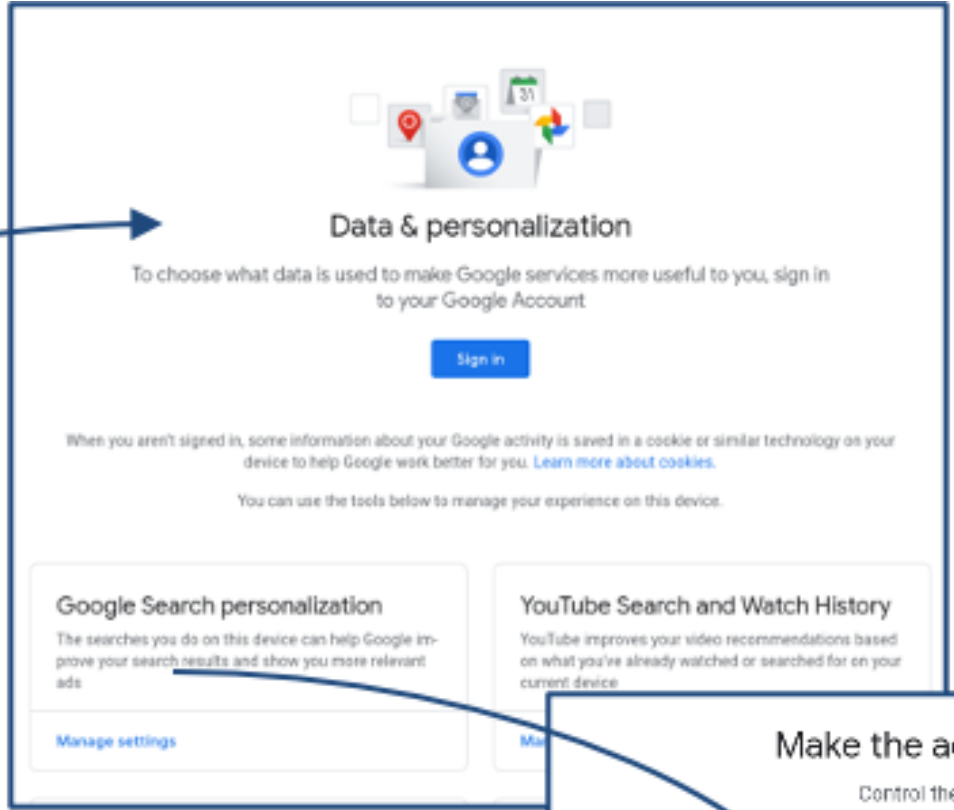 31
Data & personalization
To choose what data is used to make Google services more useful to you, sign in
to your Google Account
Sign in
When you aren't signed in, some information about your Google activity is saved in a cookie or similar technology on your
device to help Google work better for you. Learn more about cookies.
You can use the tools below to manage your experience on this device.
Google Search personalization
The searches you do on this device can help Google im-
prove your search results and show you more relevant
ads
Manage settings
YouTube Search and Watch History
YouTube improves your video recommendations based
on what you've already watched or searched for on your
current device
Ma
Make the a
Control the